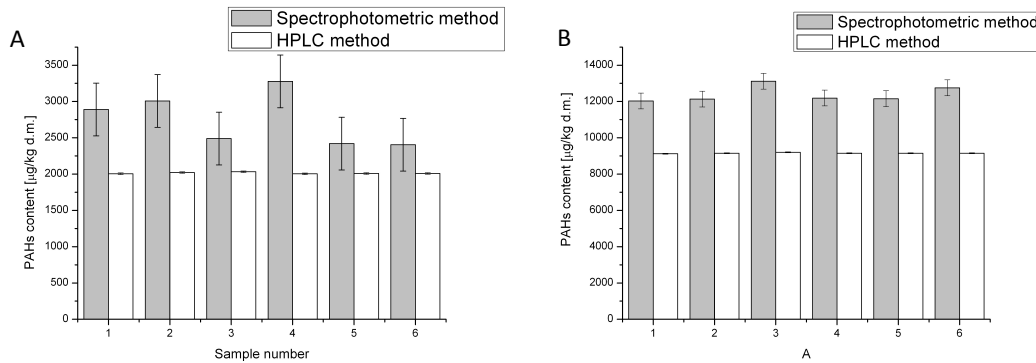 A
Spectrophotometric method
HPLC method
PAHs content [µg/kg d.m.]
3500
3000
2500
2000
1500
1000
500
0
1 2 3 4 5 6
Sample number
B
Spectrophotometric method
HPLC method
PAHs content [µg/kg d.m.]
14000
12000
10000
8000
6000
4000
2000
0
1 2 3 4 5 6
A